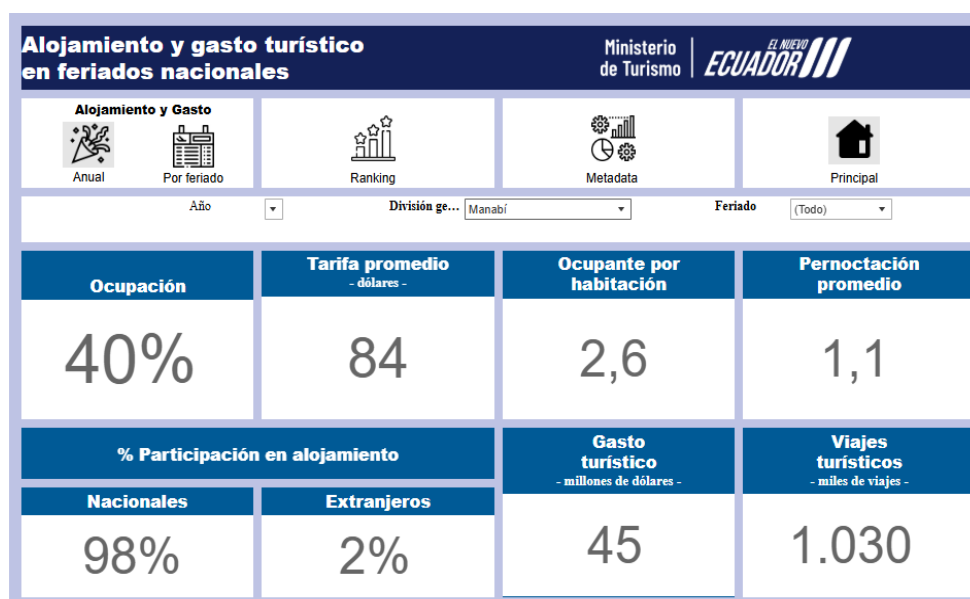 Alojamiento y gasto turístico
en feriados nacionales
Ministerio
de Turismo
EL NUEVO
ECUADOR
Alojamiento y Gasto
Anual
Por feriado
Ranking
Metadata
Principal
Año
División ge...
Manabí
Feriado
(Todo)
Ocupación
40%
Tarifa promedio
- dólares -
84
Ocupante por
habitación
2,6
Pernoctación
promedio
1,1
% Participación en alojamiento
Nacionales
98%
Extranjeros
2%
Gasto
turístico
- millones de dólares -
45
Viajes
turísticos
- miles de viajes -
1.030